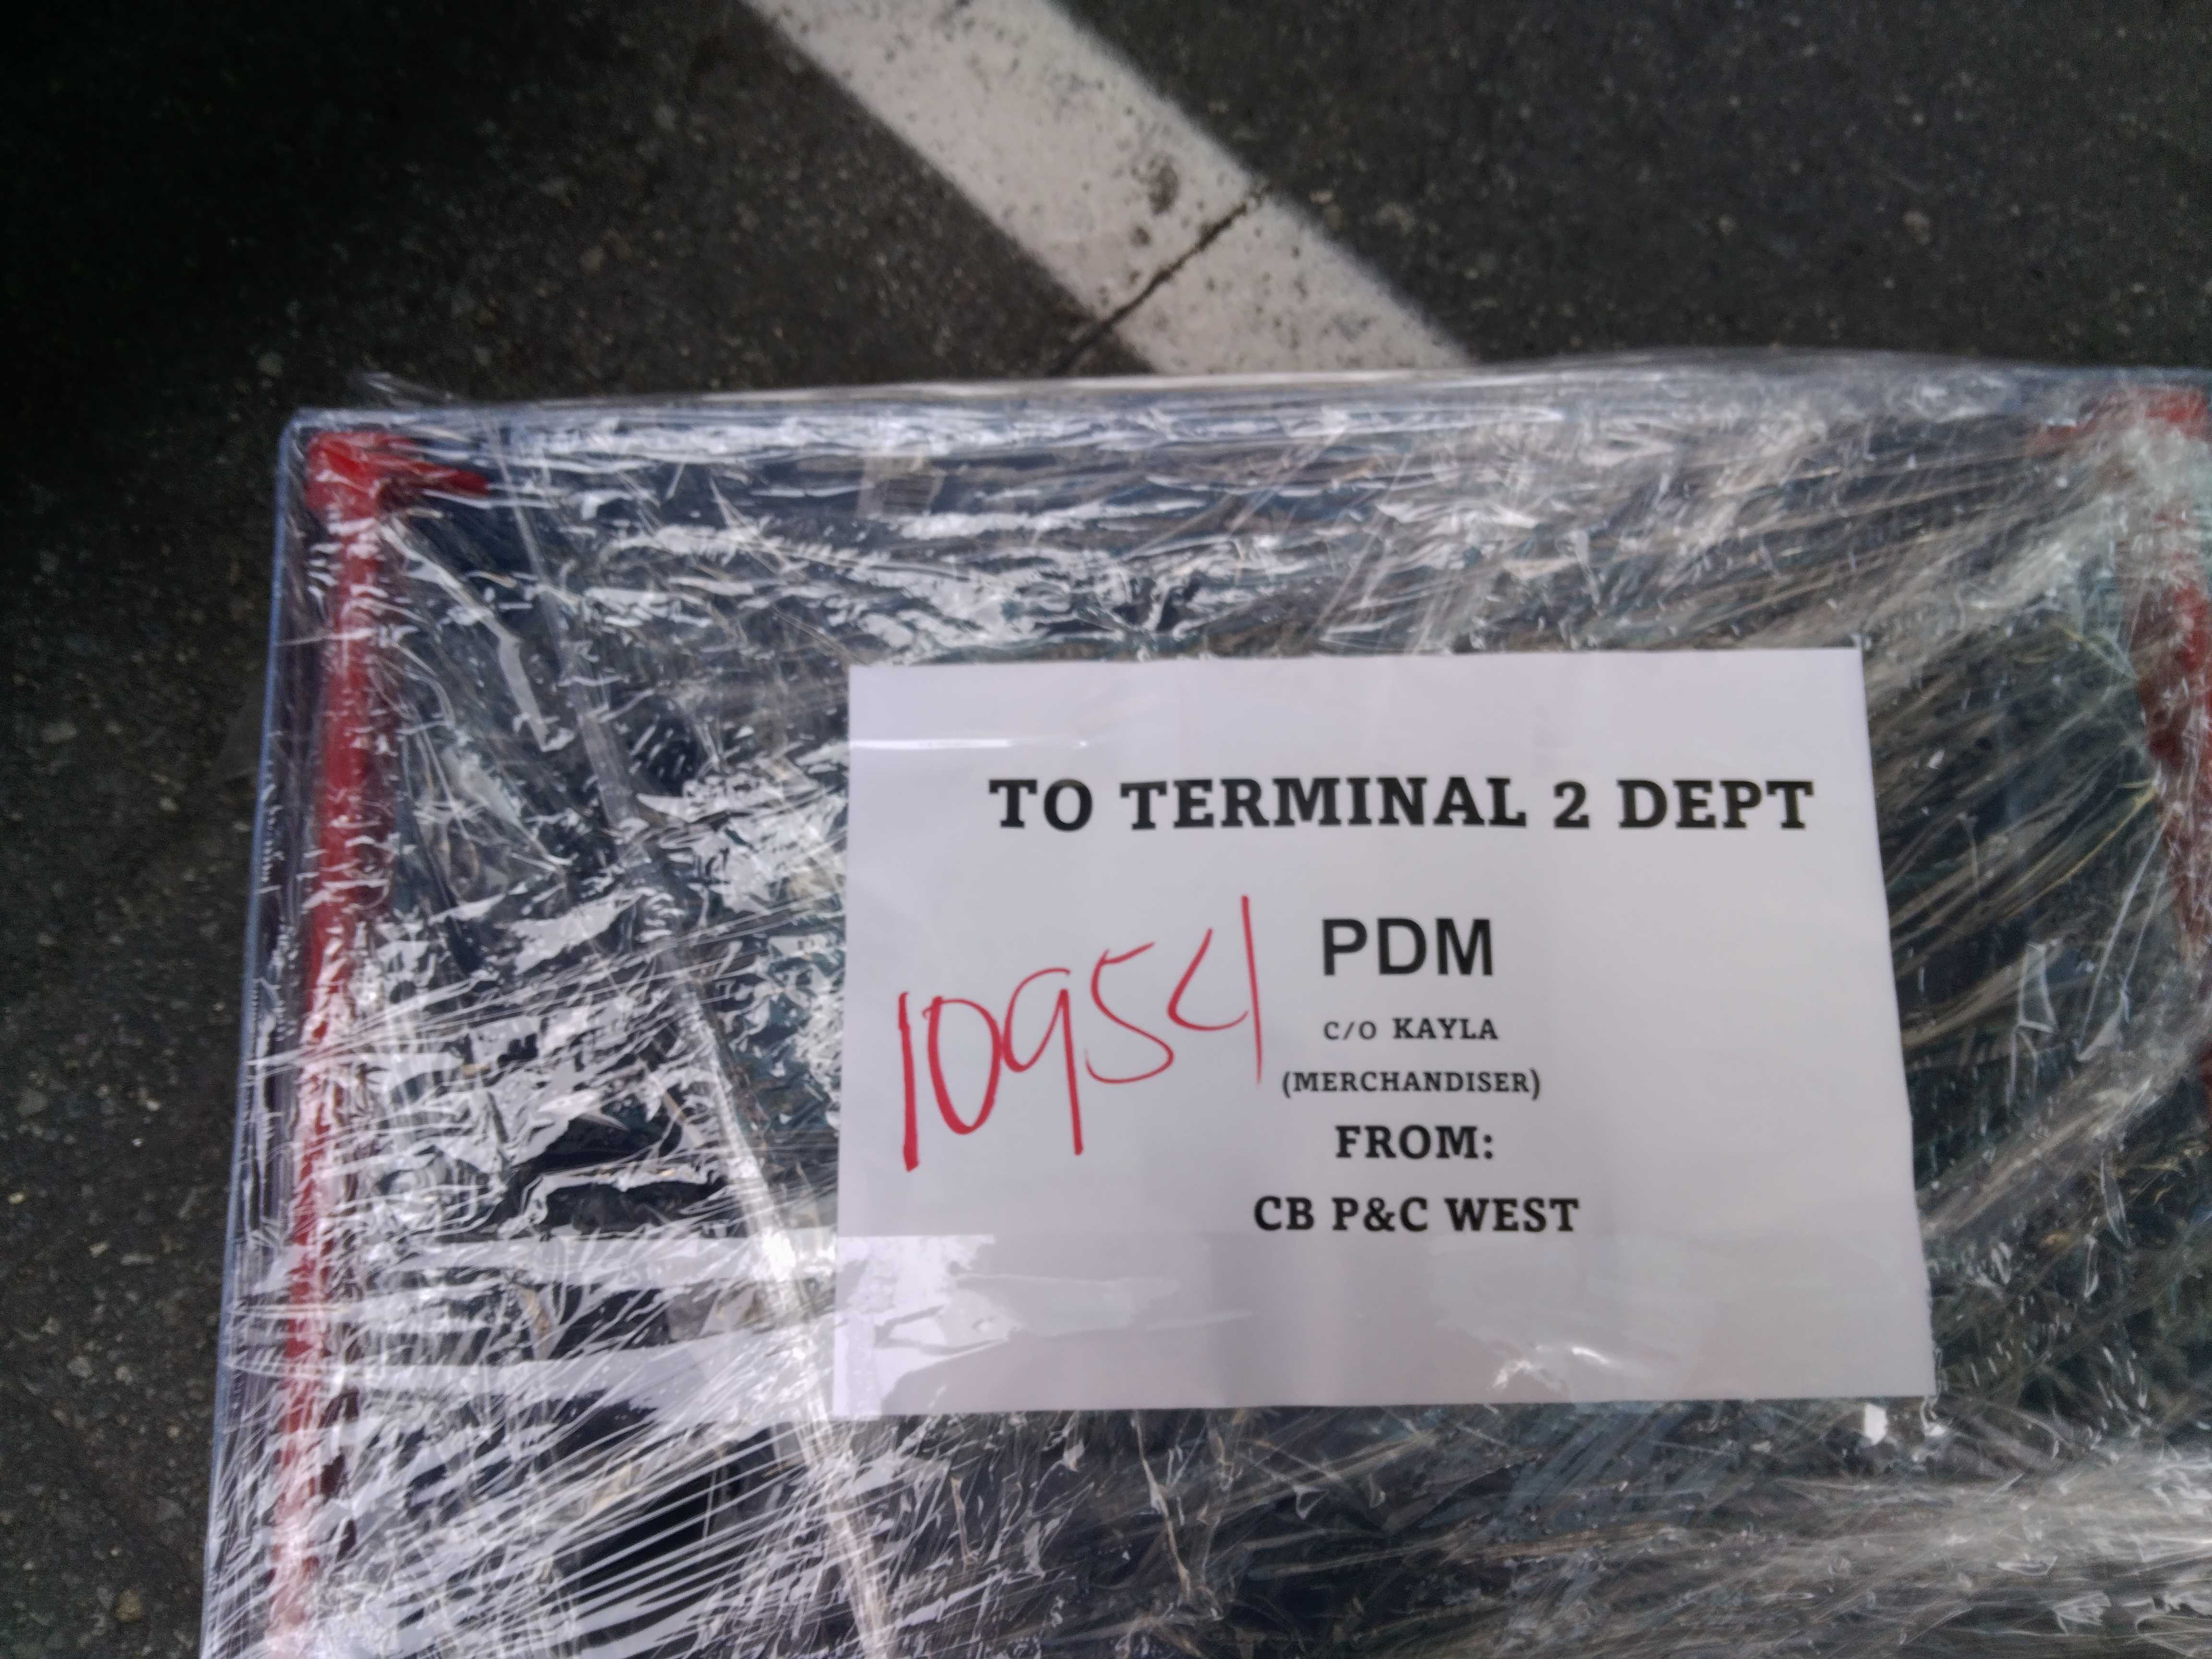 TO TERMINAL 2 DEPT
10954
PDM
C/O KAYLA
(MERCHANDISER)
FROM:
CB P&C WEST